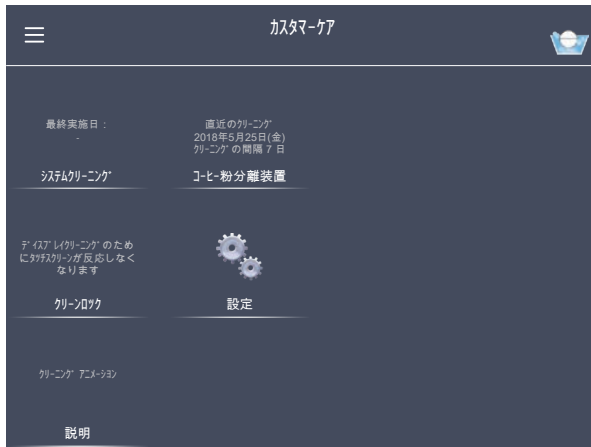 カスタマーケア
最終実施日：
-
システムクリーニング
直近のクリーニング
2018年5月25日(金)
クリーニングの間隔 7 日
コーヒー粉分離装置
ディスプレイクリーニングのため
にタッチスクリーンが反応しなく
なります
クリーンロック
設定
クリーニング アニメーション
説明